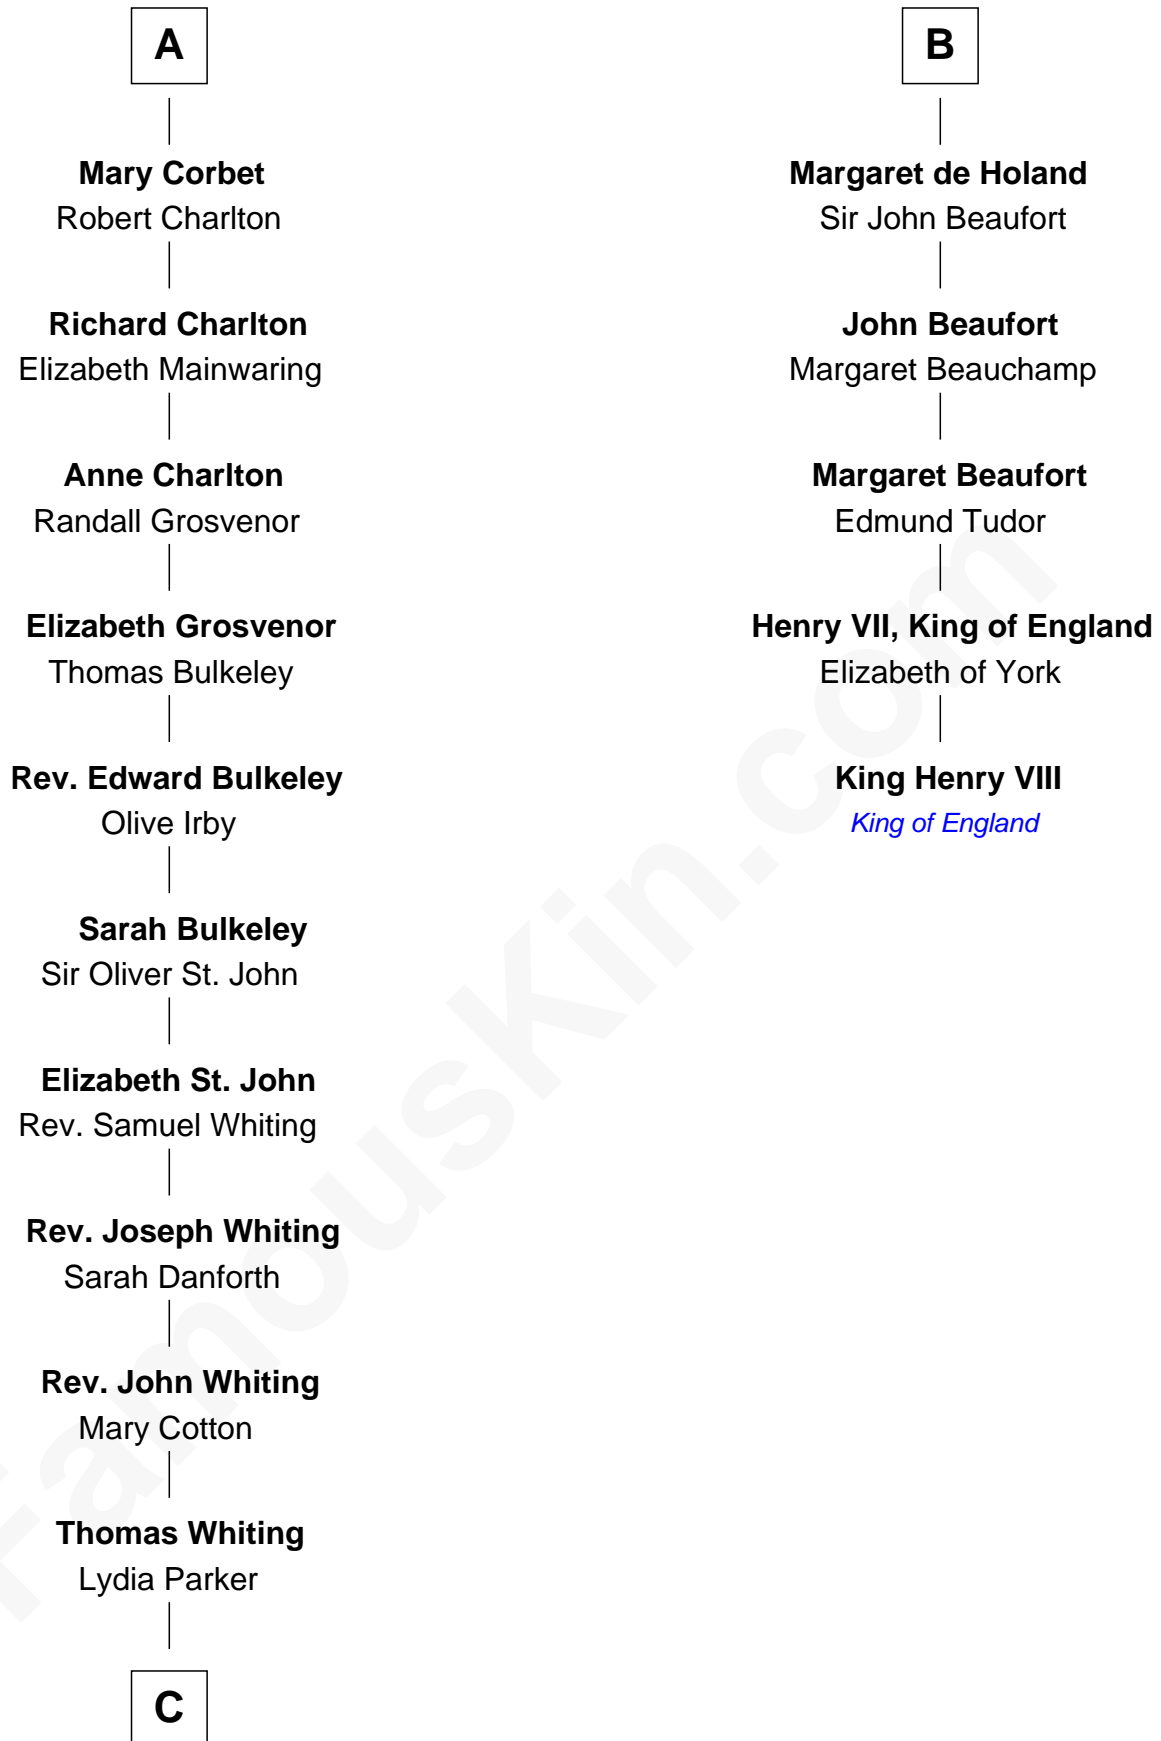 A
Mary Corbet
Robert Charlton
Richard Charlton
Elizabeth Mainwaring
Anne Charlton
Randall Grosvenor
Elizabeth Grosvenor
Thomas Bulkeley
Rev. Edward Bulkeley
Olive Irby
Sarah Bulkeley
Sir Oliver St. John
Elizabeth St. John
Rev. Samuel Whiting
Rev. Joseph Whiting
Sarah Danforth
Rev. John Whiting
Mary Cotton
Thomas Whiting
Lydia Parker
C
B
Margaret de Holand
Sir John Beaufort
John Beaufort
Margaret Beauchamp
Margaret Beaufort
Edmund Tudor
Henry VII, King of England
Elizabeth of York
King Henry VIII
King of England
FamousKin.com